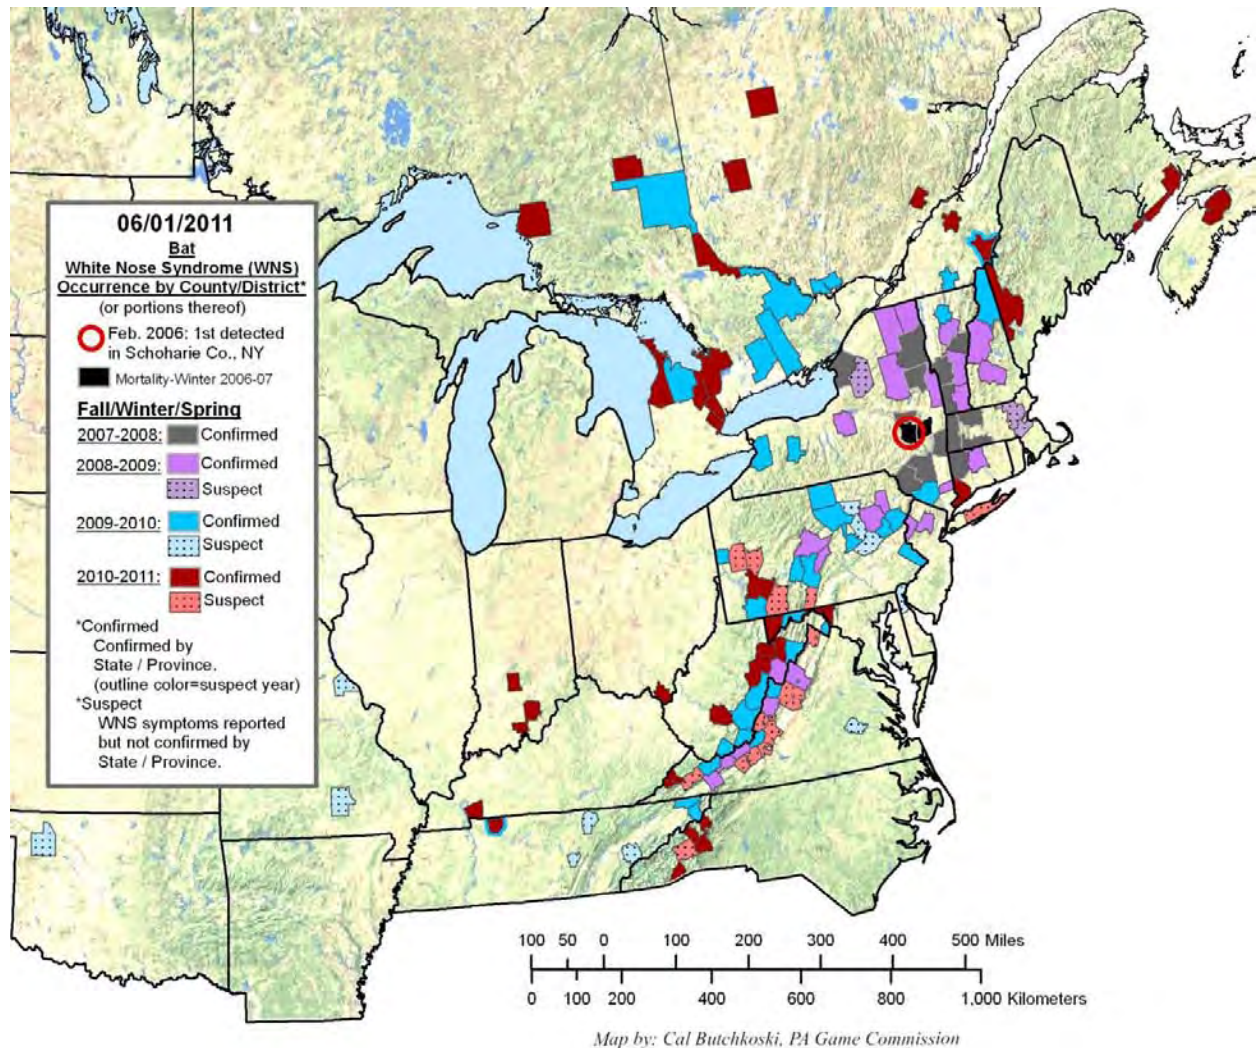 06/01/2011
Bat
White Nose Syndrome (WNS)
Occurrence by County/District*
(or portions thereof)
Feb. 2006: 1st detected
in Schoharie Co., NY
Mortality-Winter 2006-07
Fall/Winter/Spring
2007-2008: Confirmed
2008-2009: Confirmed
Suspect
2009-2010: Confirmed
Suspect
2010-2011: Confirmed
Suspect
*Confirmed
Confirmed by
State / Province.
(outline color=suspect year)
*Suspect
WNS symptoms reported
but not confirmed by
State / Province.
100 50 0 100 200 300 400 500 Miles
0 100 200 400 600 800 1,000 Kilometers
Map by: Cal Butchkoski, PA Game Commission